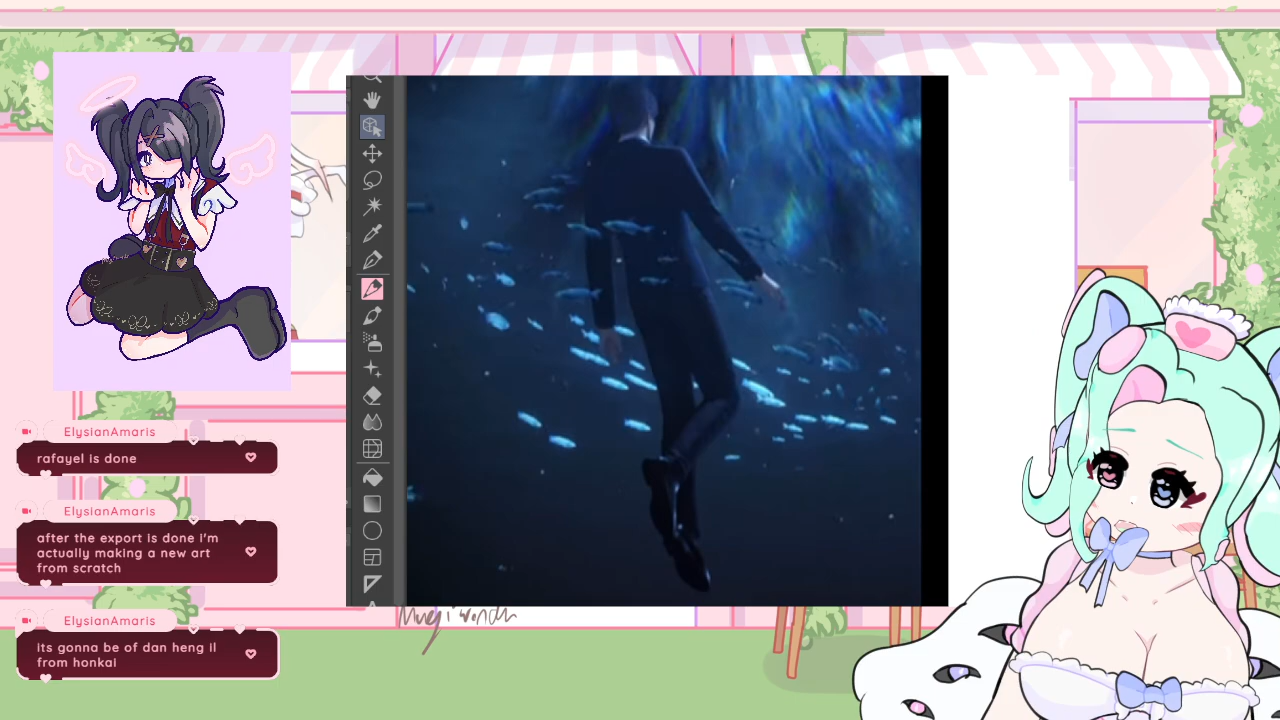 ElysianAmaris
rafayel is done
ElysianAmaris
after the export is done i'm
actually making a new art
from scratch
ElysianAmaris
Its gonna be of dan heng il
from honkai